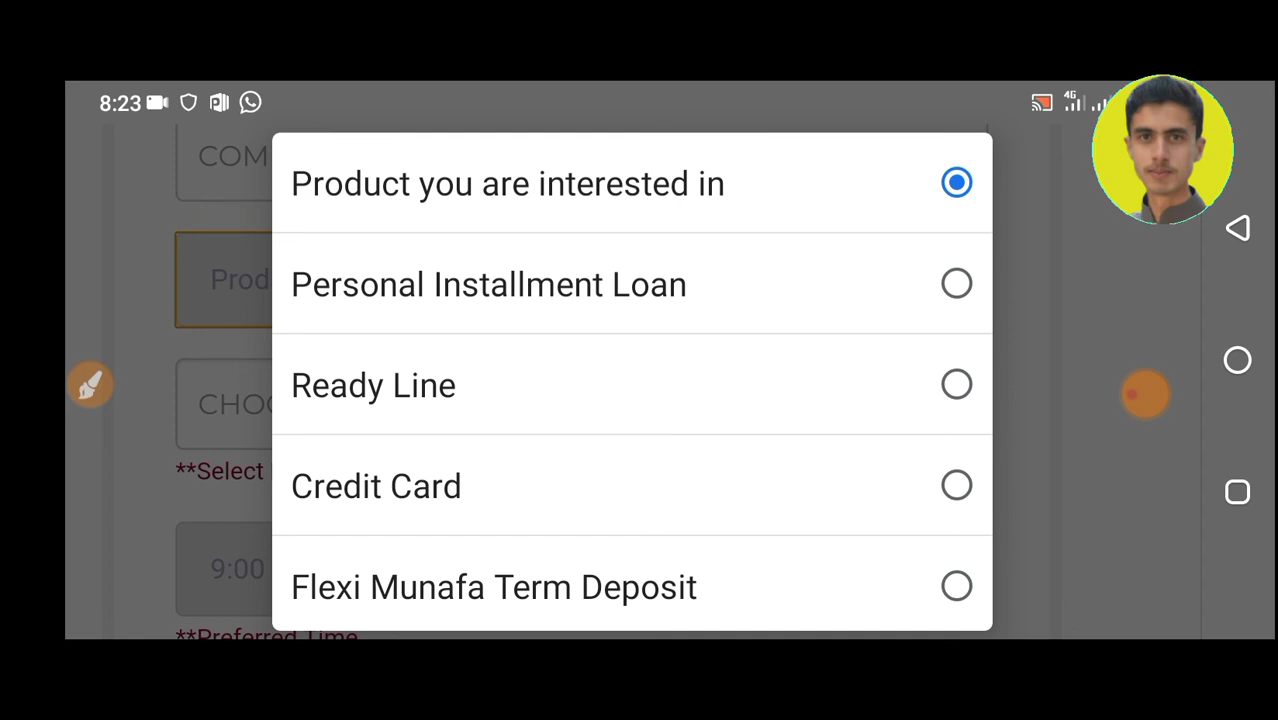 8:23
4G
COM
Product you are interested in
Personal Installment Loan
Prod
Ready Line
CHO
**Select
Credit Card
9:00
Flexi Munafa Term Deposit
**Preferred Time